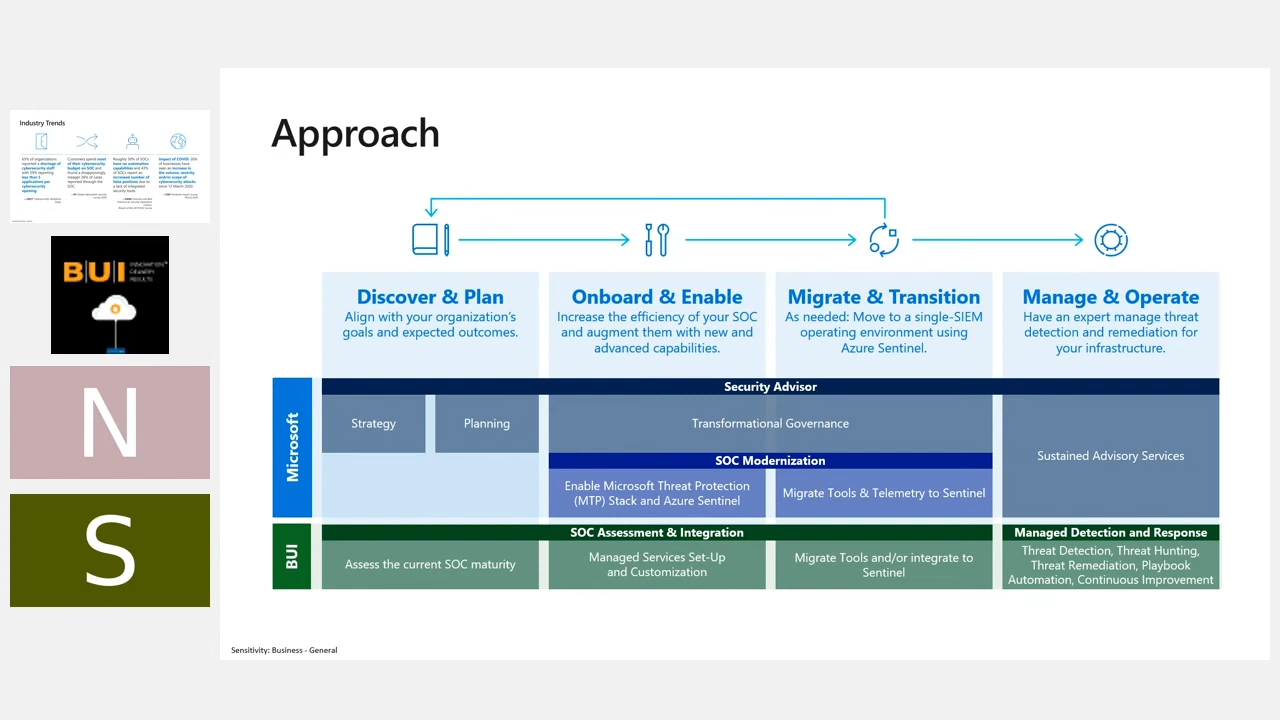 Industry Trends
B|U|I
N
S
Approach
Discover & Plan
Align with your organization's
goals and expected outcomes.
Onboard & Enable
Increase the efficiency of your SOC
and augment them with new and
advanced capabilities.
Migrate & Transition
As needed: Move to a single-SIEM
operating environment using
Azure Sentinel.
Manage & Operate
Have an expert manage threat
detection and remediation for
your infrastructure.
Microsoft
Security Advisor
Strategy
Planning
Transformational Governance
Sustained Advisory Services
SOC Modernization
Enable Microsoft Threat Protection
(MTP) Stack and Azure Sentinel
Migrate Tools & Telemetry to Sentinel
BUI
SOC Assessment & Integration
Managed Detection and Response
Assess the current SOC maturity
Managed Services Set-Up
and Customization
Migrate Tools and/or integrate to
Sentinel
Threat Detection, Threat Hunting,
Threat Remediation, Playbook
Automation, Continuous Improvement
Sensitivity: Business - General